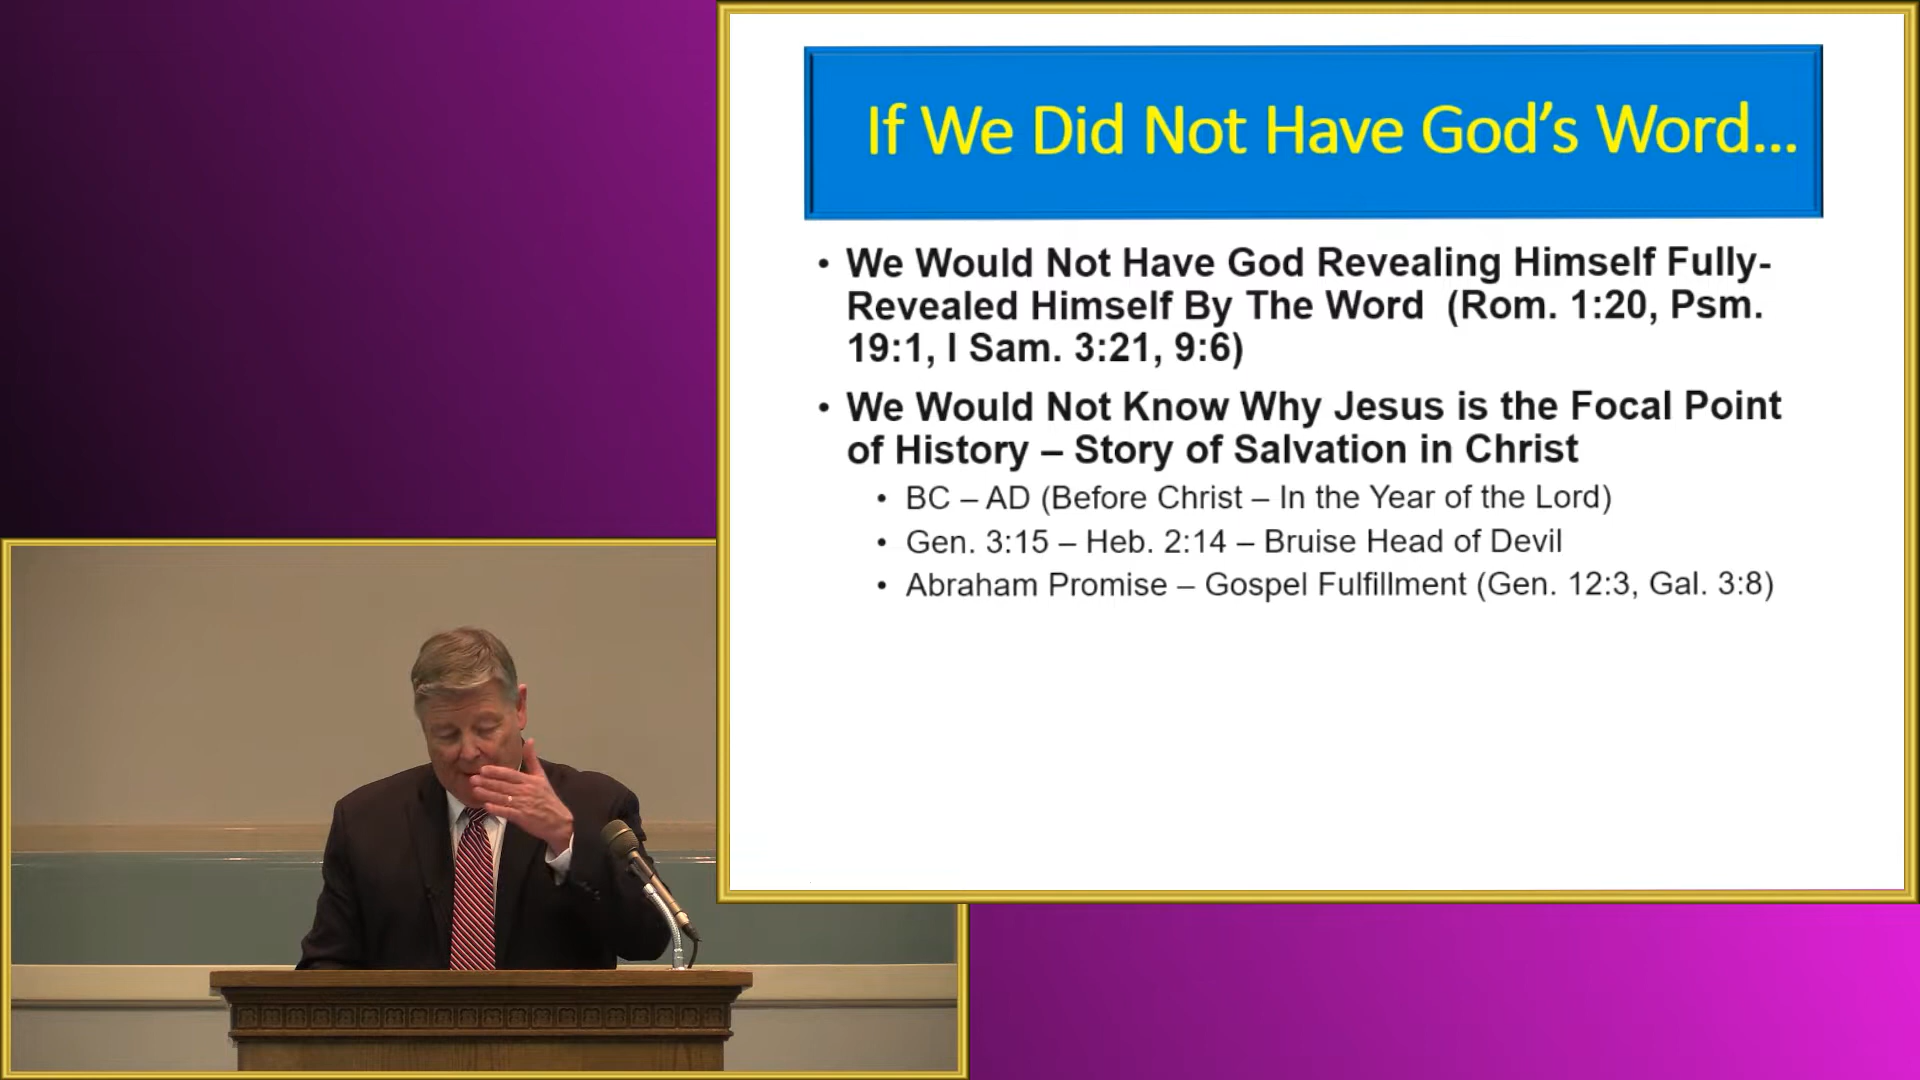 If We Did Not Have God's Word...
• We Would Not Have God Revealing Himself Fully-
Revealed Himself By The Word (Rom. 1:20, Psm.
19:1, I Sam. 3:21, 9:6)
• We Would Not Know Why Jesus is the Focal Point
of History – Story of Salvation in Christ
• BC – AD (Before Christ – In the Year of the Lord)
• Gen. 3:15 – Heb. 2:14 – Bruise Head of Devil
• Abraham Promise – Gospel Fulfillment (Gen. 12:3, Gal. 3:8)